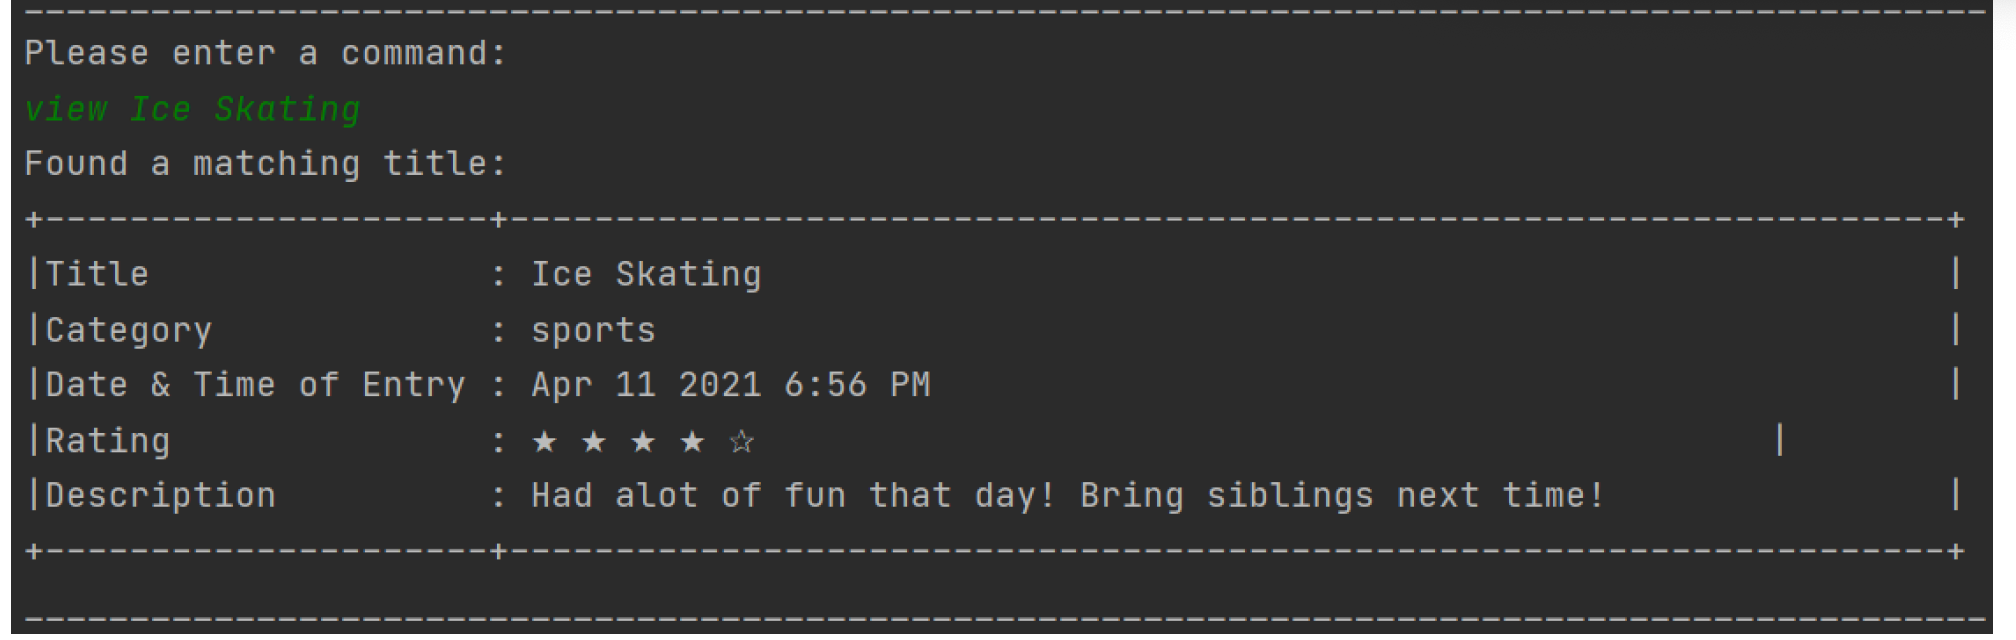 ---------------------------------------------------------------------------------------------
Please enter a command:
view Ice Skating
Found a matching title:
+---------------------+--------------------------------------------------------------------+
|Title                : Ice Skating                                                        |
|Category             : sports                                                             |
|Date & Time of Entry : Apr 11 2021 6:56 PM                                                |
|Rating               : ★ ★ ★ ★ ☆                                                 |
|Description          : Had alot of fun that day! Bring siblings next time!                |
+---------------------+--------------------------------------------------------------------+
---------------------------------------------------------------------------------------------